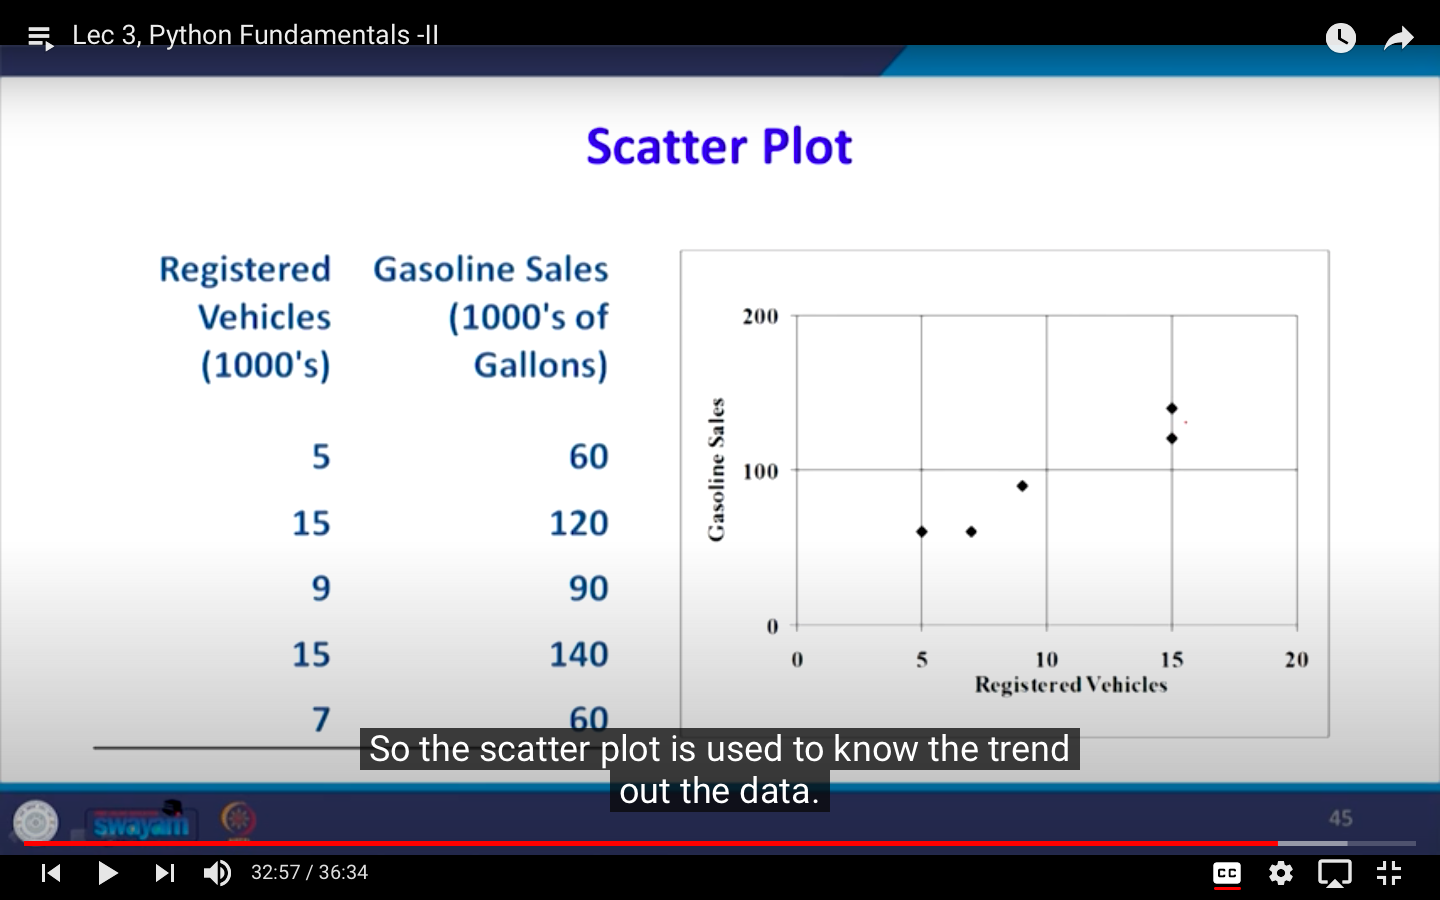 Lec 3, Python Fundamentals -II
Scatter Plot
Registered Gasoline Sales
Vehicles (1000's of
(1000's) Gallons)
5 60
15 120
9 90
15 140
7 60
200
100
0
Gasoline Sales
0 5 10 15 20
Registered Vehicles
So the scatter plot is used to know the trend
out the data.
swayam
45
32:57 / 36:34
CC